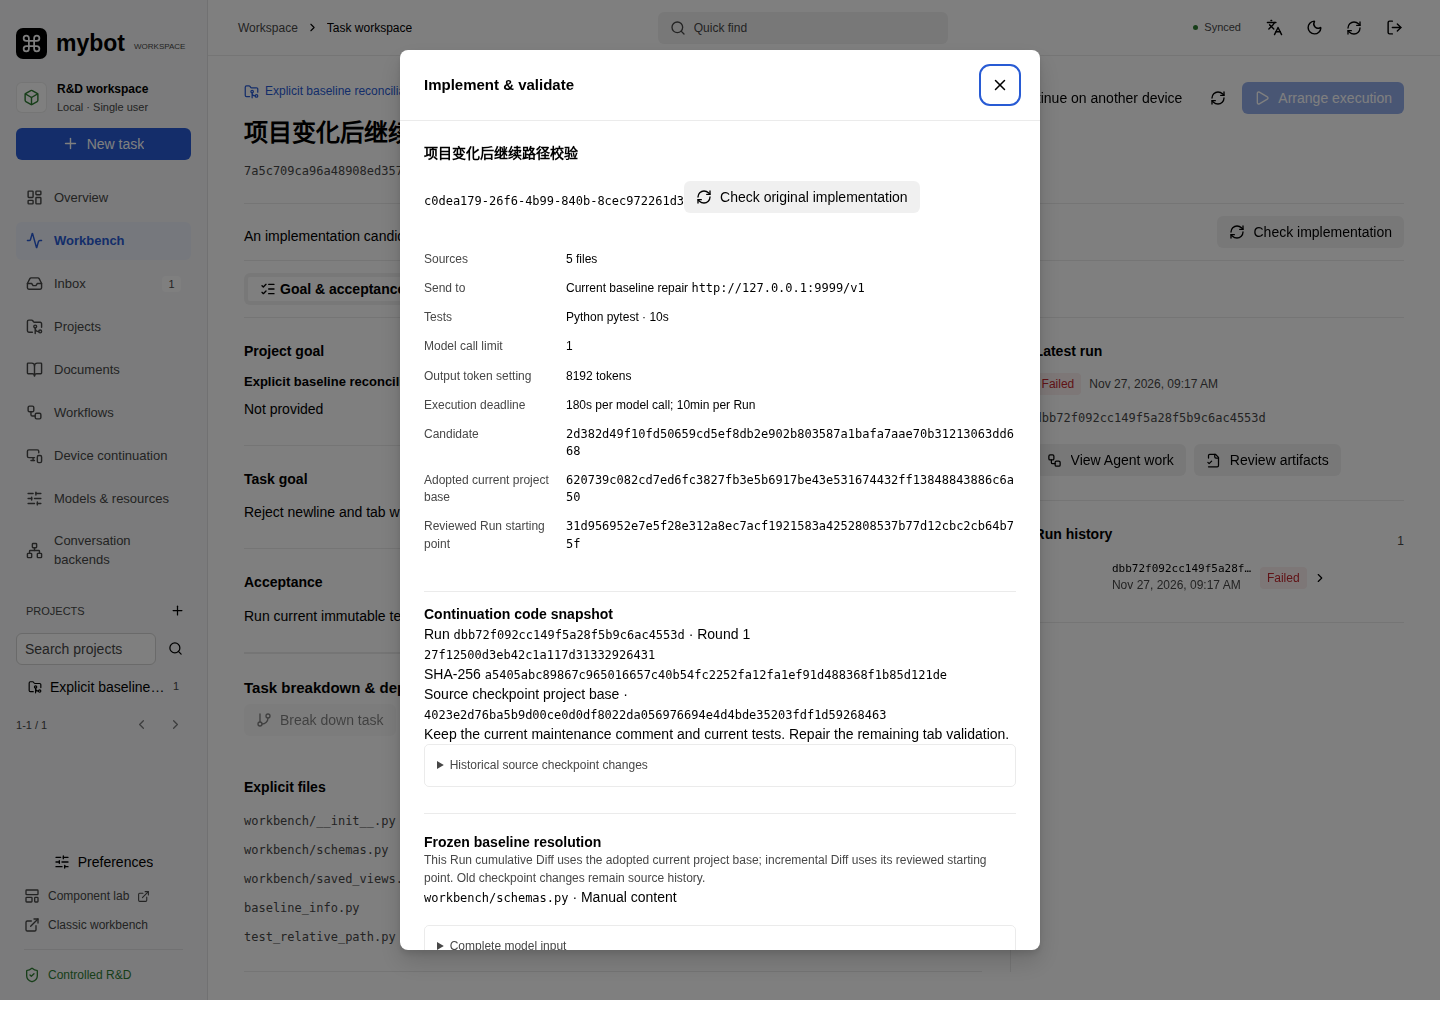 mybot WORKSPACE
R&D workspace
Local · Single user
New task
Overview
Workbench
Inbox 1
Projects
Documents
Workflows
Device continuation
Models & resources
Conversation
backends
PROJECTS
Search projects
Explicit baseline… 1
1-1 / 1
Preferences
Component lab
Classic workbench
Controlled R&D
Workspace > Task workspace
Quick find
Synced
Explicit baseline reconcili
项目变化后继续
7a5c709ca96a48908ed357
tinue on another device
Arrange execution
An implementation candid
Check implementation
Goal & acceptance
Project goal
Explicit baseline reconcil
Not provided
Task goal
Reject newline and tab w
Acceptance
Run current immutable te
Task breakdown & dep
Break down task
Explicit files
workbench/__init__.py
workbench/schemas.py
workbench/saved_views.
baseline_info.py
test_relative_path.py
Implement & validate
项目变化后继续路径校验
c0dea179-26f6-4b99-840b-8cec972261d3
Check original implementation
Sources 5 files
Send to Current baseline repair http://127.0.0.1:9999/v1
Tests Python pytest · 10s
Model call limit 1
Output token setting 8192 tokens
Execution deadline 180s per model call; 10min per Run
Candidate 2d382d49f10fd50659cd5ef8db2e902b803587a1bafa7aae70b31213063dd6
68
Adopted current project 620739c082cd7ed6fc3827fb3e5b6917be43e531674432ff13848843886c6a
base 50
Reviewed Run starting 31d956952e7e5f28e312a8ec7acf1921583a4252808537b77d12cbc2cb64b7
point 5f
Continuation code snapshot
Run dbb72f092cc149f5a28f5b9c6ac4553d · Round 1
27f12500d3eb42c1a117d31332926431
SHA-256 a5405abc89867c965016657c40b54fc2252fa12fa1ef91d488368f1b85d121de
Source checkpoint project base ·
4023e2d76ba5b9d00ce0d0df8022da056976694e4d4bde35203fdf1d59268463
Keep the current maintenance comment and current tests. Repair the remaining tab validation.
Historical source checkpoint changes
Frozen baseline resolution
This Run cumulative Diff uses the adopted current project base; incremental Diff uses its reviewed starting
point. Old checkpoint changes remain source history.
workbench/schemas.py · Manual content
Complete model input
Latest run
Failed Nov 27, 2026, 09:17 AM
dbb72f092cc149f5a28f5b9c6ac4553d
View Agent work
Review artifacts
Run history 1
dbb72f092cc149f5a28f…
Nov 27, 2026, 09:17 AM
Failed